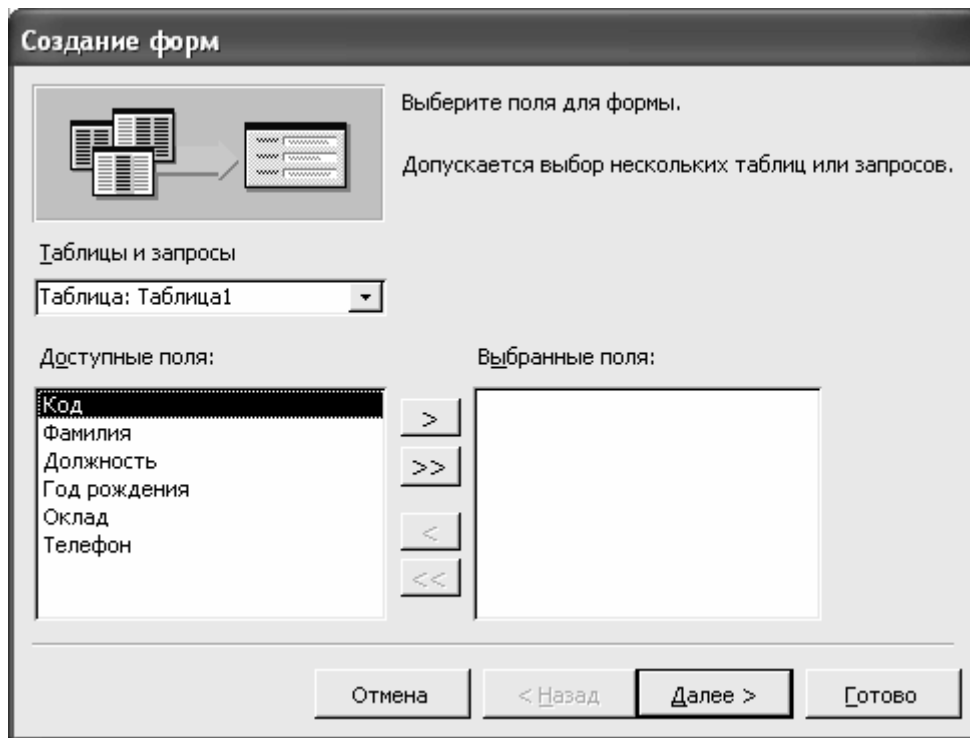 Создание форм
Выберите поля для формы.
Допускается выбор нескольких таблиц или запросов.
Таблицы и запросы
Таблица: Таблица1
Доступные поля:
Выбранные поля:
Код
Фамилия
Должность
Год рождения
Оклад
Телефон
>
>>
<
<<
Отмена
< Назад
Далее >
Готово